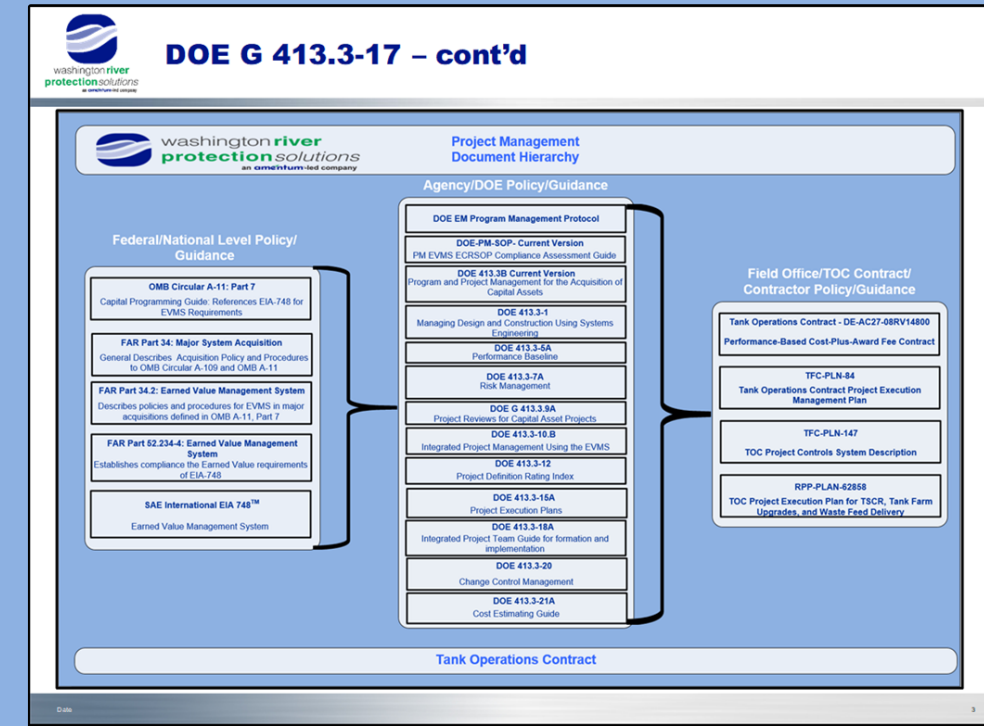 washington river
protection solutions
an amentum-led company
DOE G 413.3-17 – cont’d
washington river
protection solutions
an amentum-led company
Project Management
Document Hierarchy
Federal/National Level Policy/
Guidance
OMB Circular A-11: Part 7
Capital Programming Guide: References EIA-748 for
EVMS Requirements
FAR Part 34: Major System Acquisition
General Describes Acquisition Policy and Procedures
to OMB Circular A-109 and OMB A-11
FAR Part 34.2: Earned Value Management System
Describes policies and procedures for EVMS in major
acquisitions defined in OMB A-11, Part 7
FAR Part 52.234-4: Earned Value Management
System
Establishes compliance the Earned Value requirements
of EIA-748
SAE International EIA 748™
Earned Value Management System
Agency/DOE Policy/Guidance
DOE EM Program Management Protocol
DOE-PM-SOP- Current Version
PM EVMS ECRSOP Compliance Assessment Guide
DOE 413.3B Current Version
Program and Project Management for the Acquisition of
Capital Assets
DOE 413.3-1
Managing Design and Construction Using Systems
Engineering
DOE 413.3-5A
Performance Baseline
DOE 413.3-7A
Risk Management
DOE G 413.3.9A
Project Reviews for Capital Asset Projects
DOE 413.3-10.B
Integrated Project Management Using the EVMS
DOE 413.3-12
Project Definition Rating Index
DOE 413.3-15A
Project Execution Plans
DOE 413.3-18A
Integrated Project Team Guide for formation and
implementation
DOE 413.3-20
Change Control Management
DOE 413.3-21A
Cost Estimating Guide
Field Office/TOC Contract/
Contractor Policy/Guidance
Tank Operations Contract - DE-AC27-08RV14800
Performance-Based Cost-Plus-Award Fee Contract
TFC-PLN-84
Tank Operations Contract Project Execution
Management Plan
TFC-PLN-147
TOC Project Controls System Description
RPP-PLAN-62858
TOC Project Execution Plan for TSCR, Tank Farm
Upgrades, and Waste Feed Delivery
Tank Operations Contract
Date
3